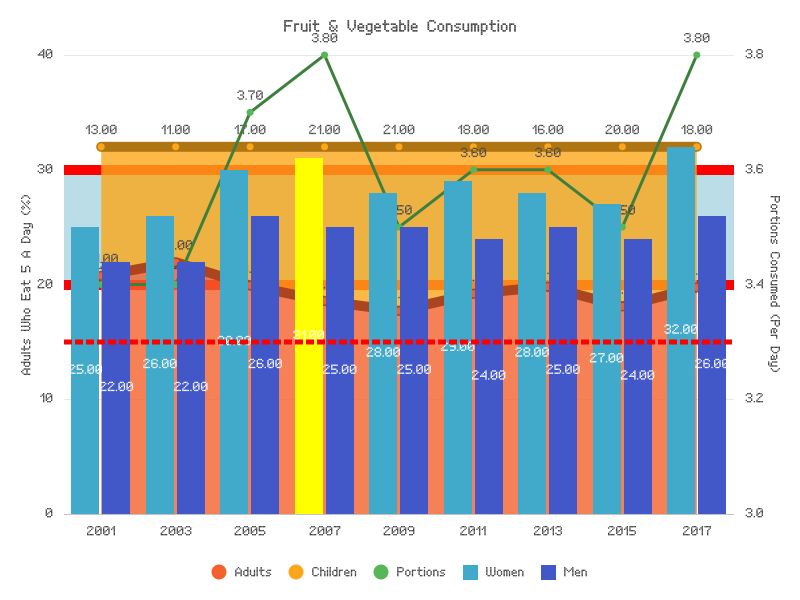 Fruit & Vegetable Consumption
40
3.80
3.80
3.8
3.70
13.00 11.00 17.00 21.00 21.00 18.00 16.00 20.00 18.00
3.60 3.60
30
3.6
Adults Who Eat 5 A Day (%)
Portions Consumed (Per Day)
20
3.4
31.00
32.00
28.00 29.00 28.00 27.00
25.00 26.00 26.00 25.00 25.00 25.00 26.00
22.00 22.00 24.00 24.00
10
3.2
0
3.0
2001 2003 2005 2007 2009 2011 2013 2015 2017
Adults Children Portions Women Men